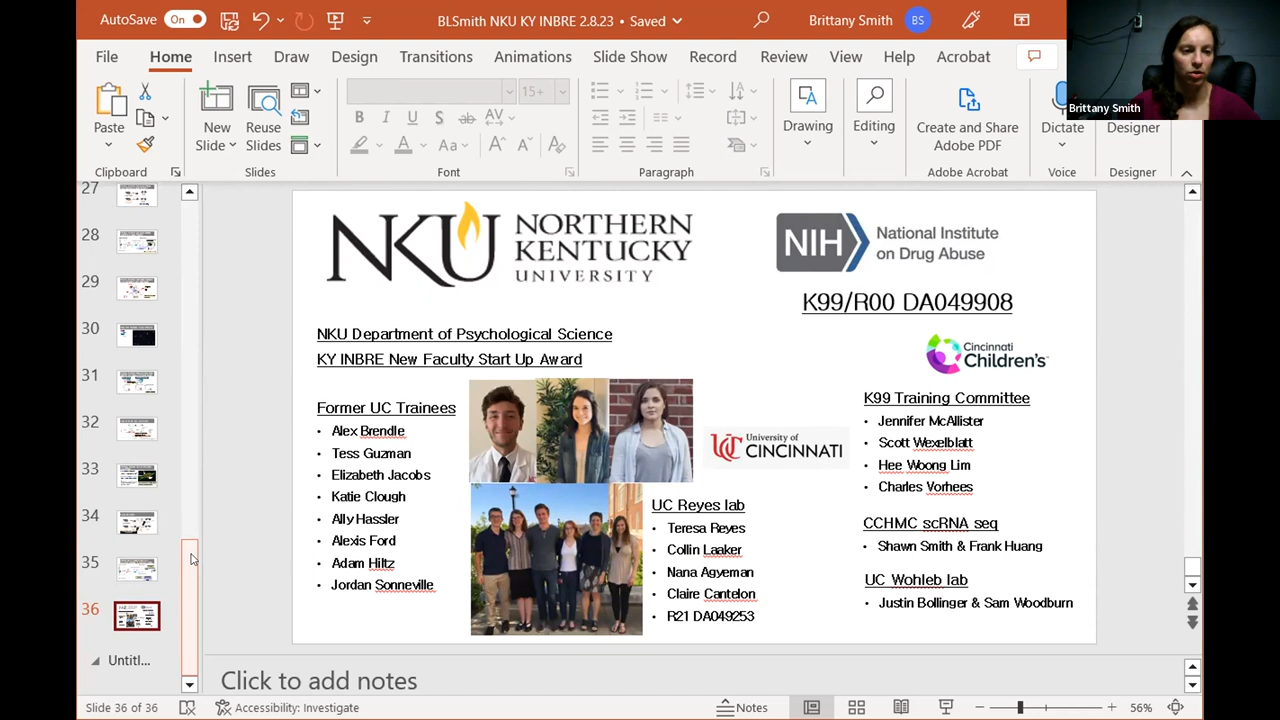 AutoSave
On
BLSmith NKU KY INBRE 2.8.23 • Saved
Brittany Smith
BS
File
Home
Insert
Draw
Design
Transitions
Animations
Slide Show
Record
Review
View
Help
Acrobat
Brittany Smith
Paste
New
Slide
Reuse
Slides
15+
Drawing
Editing
Create and Share
Adobe PDF
Dictate
Designer
Clipboard
Slides
Font
Paragraph
Adobe Acrobat
Voice
Designer
27
28
29
30
31
32
33
34
35
36
Untitl...
NKU NORTHERN
KENTUCKY
UNIVERSITY
NIH National Institute
on Drug Abuse
K99/R00 DA049908
NKU Department of Psychological Science
KY INBRE New Faculty Start Up Award
Cincinnati
Children's
Former UC Trainees
• Alex Brendle
• Tess Guzman
• Elizabeth Jacobs
• Katie Clough
• Ally Hassler
• Alexis Ford
• Adam Hiltz
• Jordan Sonneville
University of
CINCINNATI
UC Reyes lab
• Teresa Reyes
• Collin Laaker
• Nana Agyeman
• Claire Cantelon
• R21 DA049253
K99 Training Committee
• Jennifer McAllister
• Scott Wexelblatt
• Hee Woong Lim
• Charles Vorhees
CCHMC scRNA seq
• Shawn Smith & Frank Huang
UC Wohleb lab
• Justin Bollinger & Sam Woodburn
Click to add notes
Slide 36 of 36
Accessibility: Investigate
Notes
56%